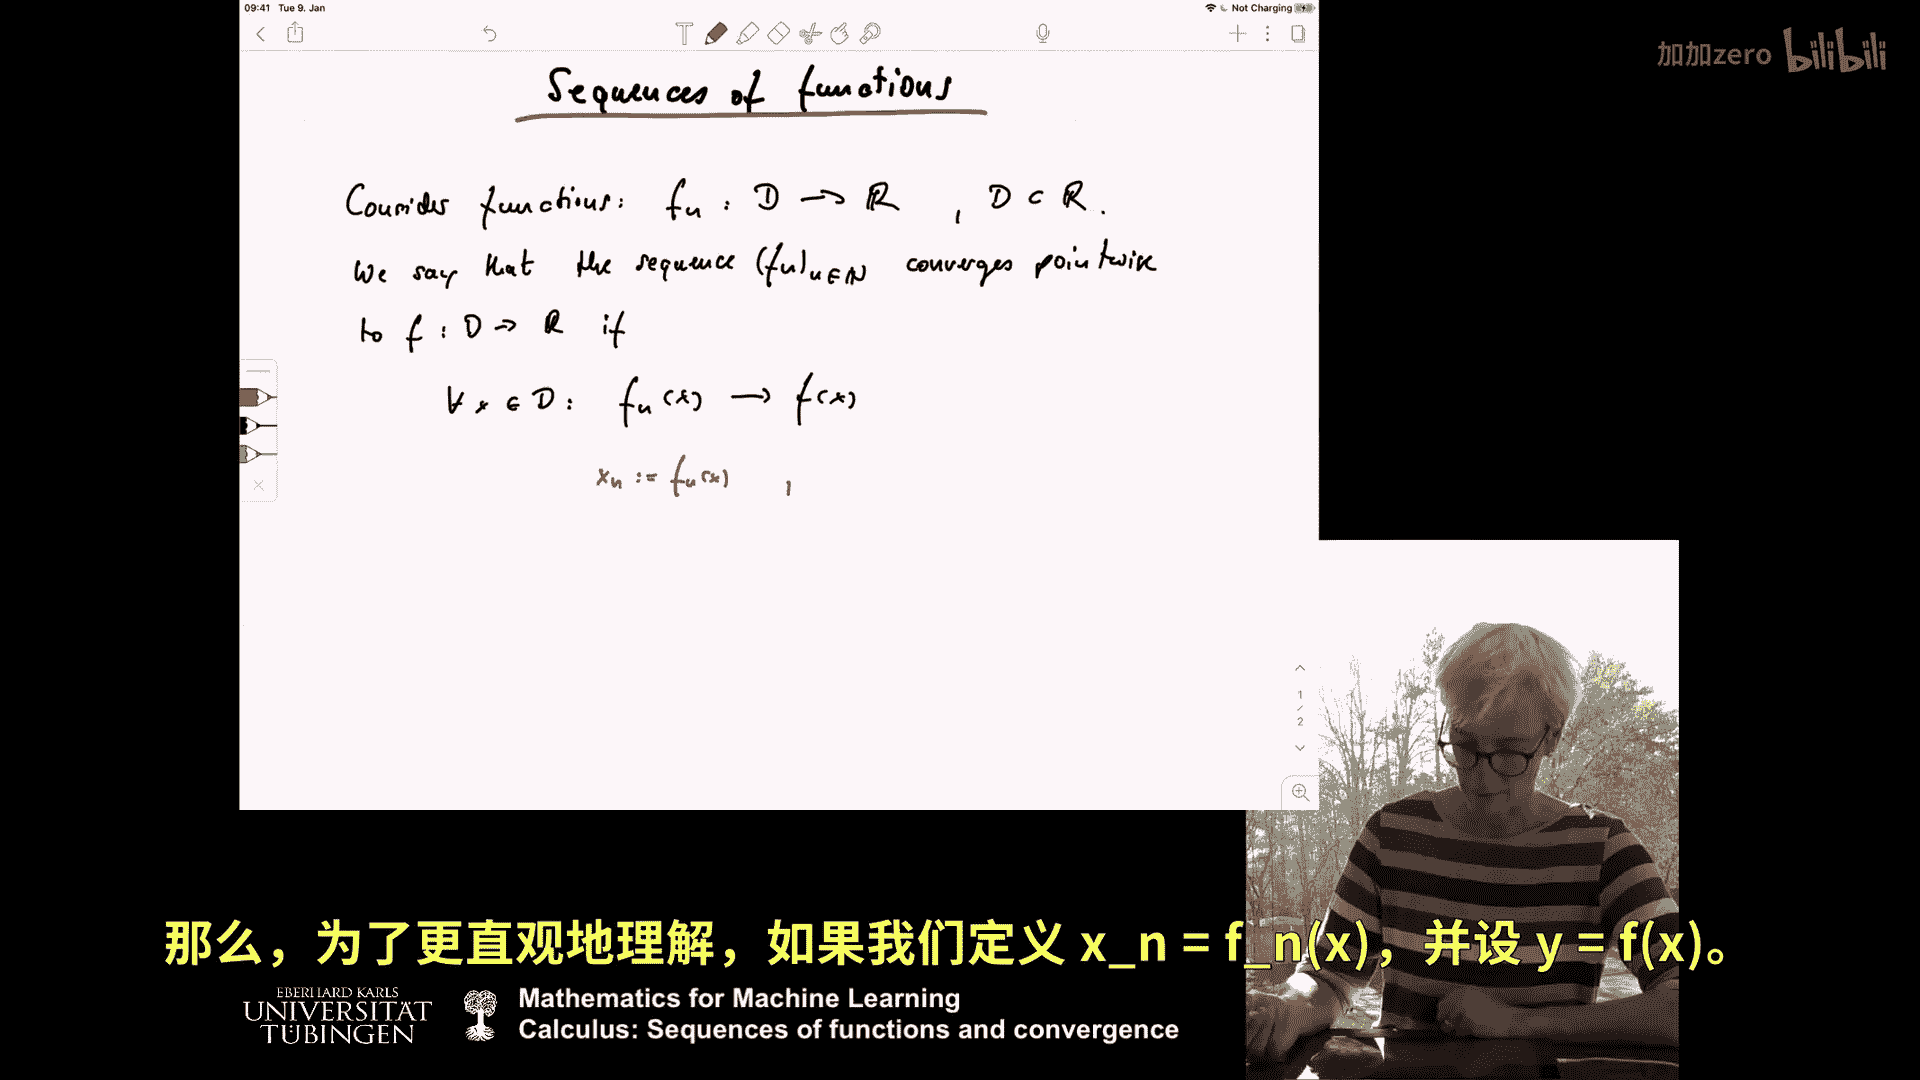 09:41 Tue 9. Jan
Not Charging
加加zero bilibili
Sequences of functions
Consider functions: fₙ : D → ℝ , D ⊂ ℝ.
We say that the sequence (fₙ)ₙ∈ℕ converges pointwise
to f : D → ℝ if
∀ x ∈ D : fₙ(x) → f(x)
xₙ := fₙ(x) ,
1
/
2
那么，为了更直观地理解，如果我们定义 x_n = f_n(x)，并设 y = f(x)。
EBERHARD KARLS
UNIVERSITÄT
TÜBINGEN
Mathematics for Machine Learning
Calculus: Sequences of functions and convergence